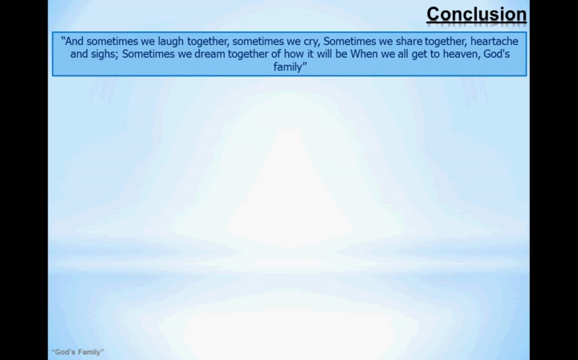 Conclusion
“And sometimes we laugh together, sometimes we cry, Sometimes we share together, heartache
and sighs; Sometimes we dream together of how it will be When we all get to heaven, God's
family”
“God’s Family”